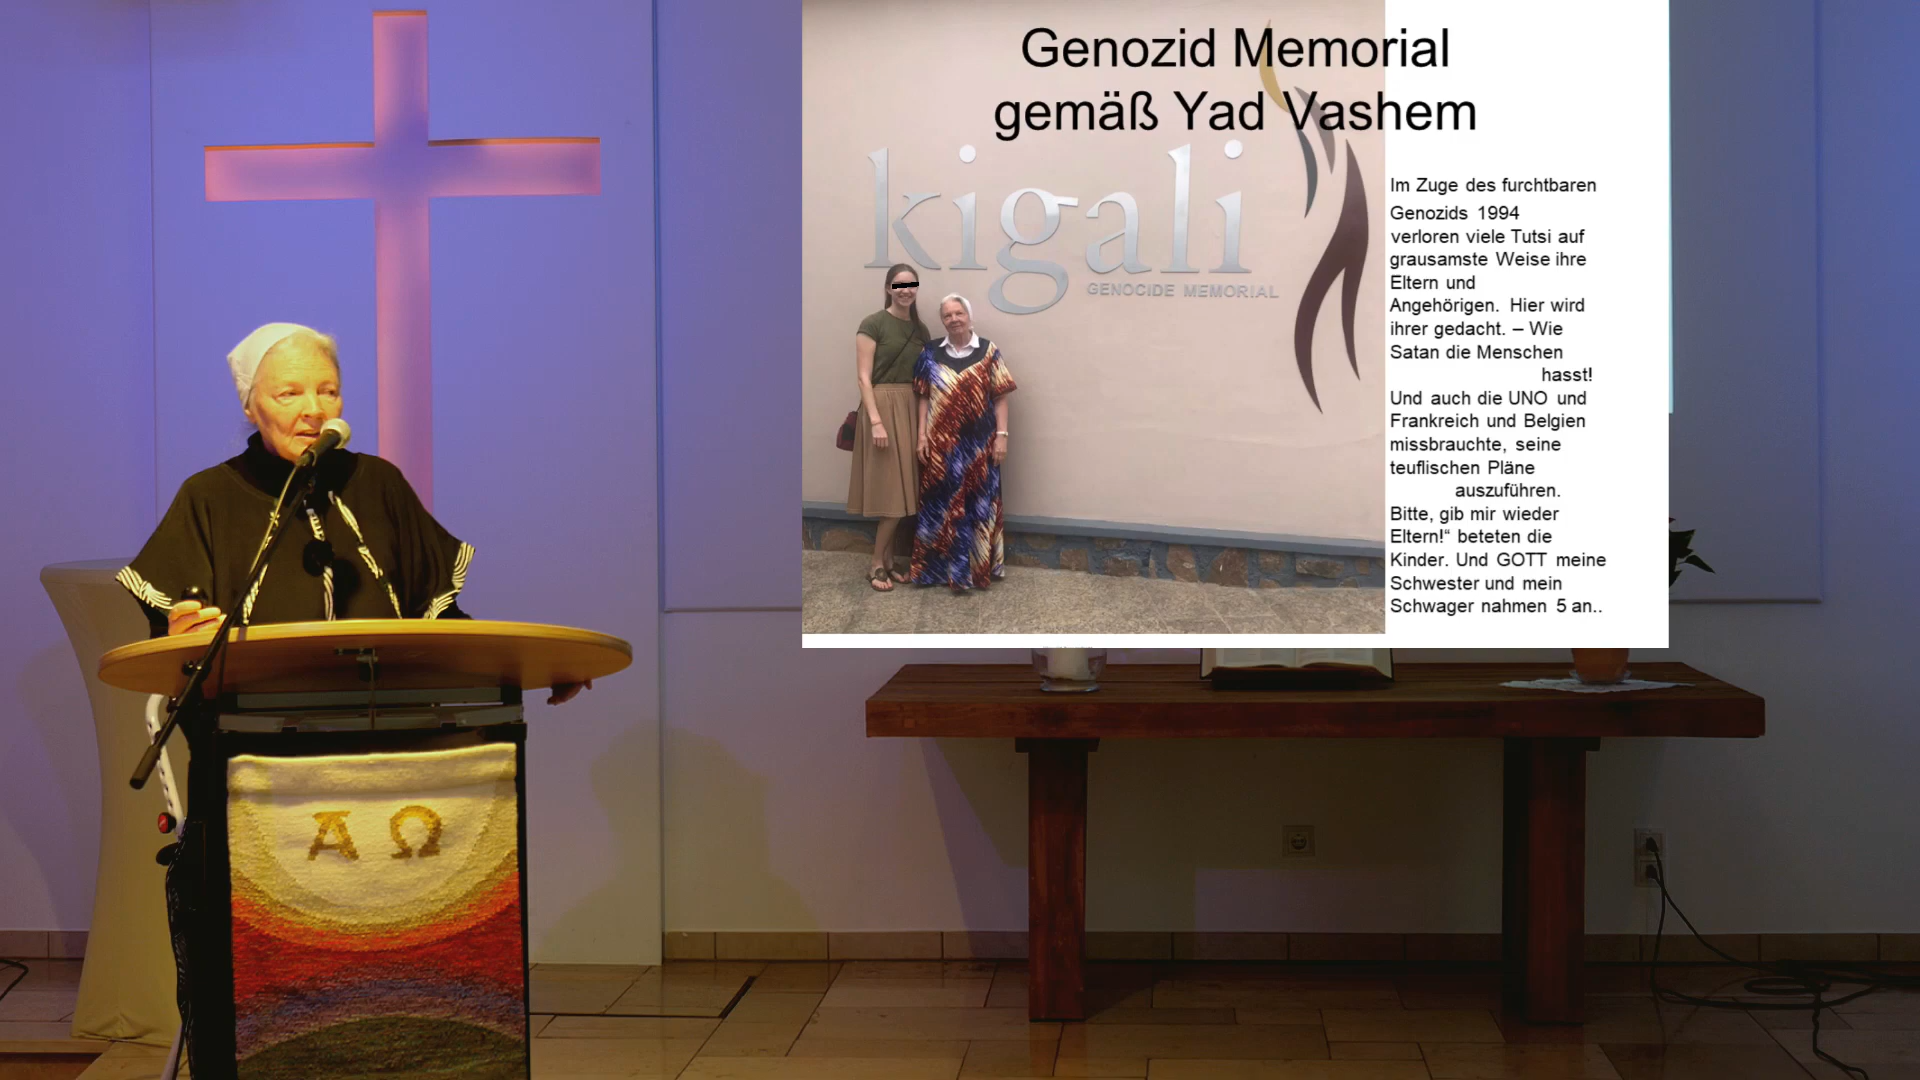 Genozid Memorial
gemäß Yad Vashem
kigali
GENOCIDE MEMORIAL
Im Zuge des furchtbaren
Genozids 1994
verloren viele Tutsi auf
grausamste Weise ihre
Eltern und
Angehörigen. Hier wird
ihrer gedacht. – Wie
Satan die Menschen
hasst!
Und auch die UNO und
Frankreich und Belgien
missbrauchte, seine
teuflischen Pläne
auszuführen.
Bitte, gib mir wieder
Eltern!“ beteten die
Kinder. Und GOTT meine
Schwester und mein
Schwager nahmen 5 an..
Α Ω